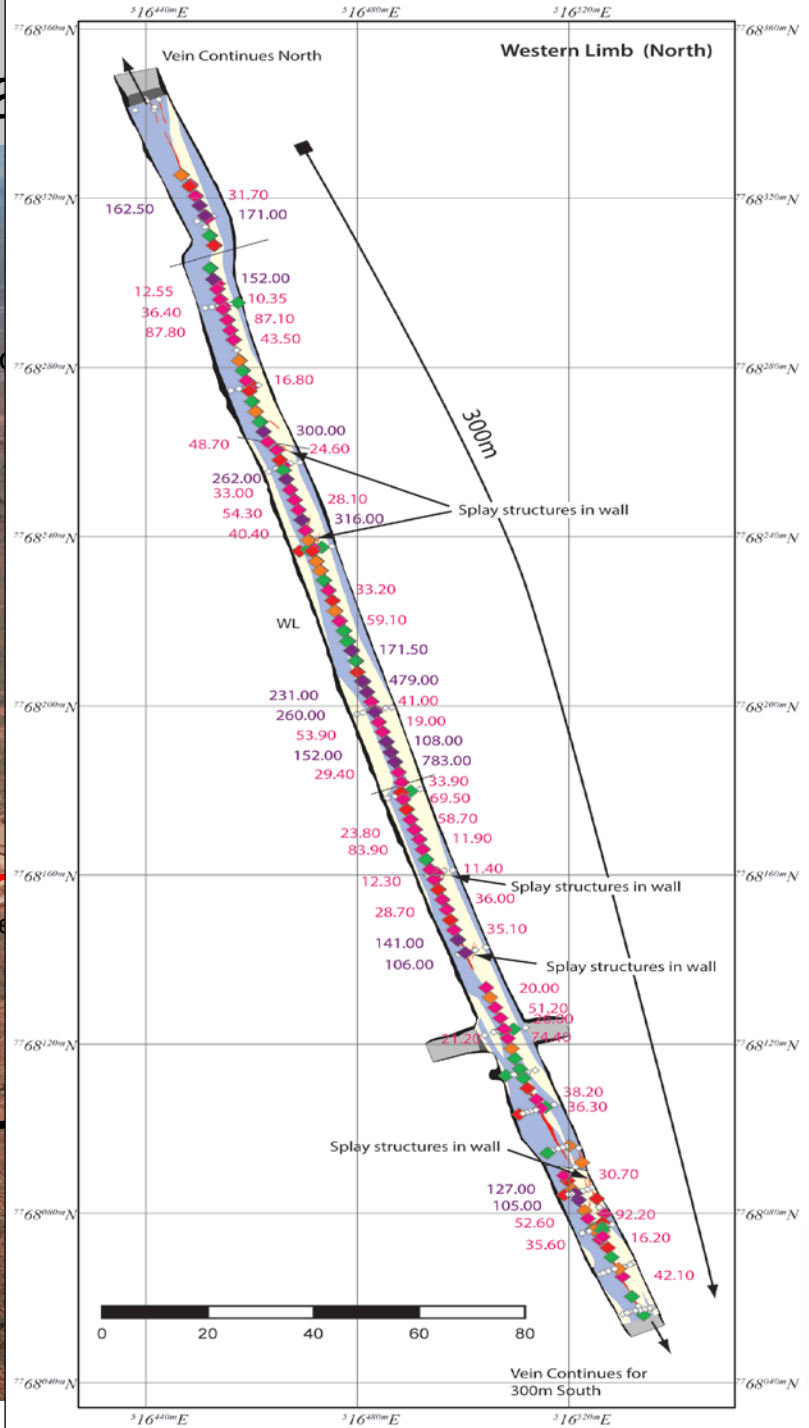 ⁵16⁴⁴⁰ᵐE
⁵16⁴⁸⁰ᵐE
⁵16⁵²⁰ᵐE
⁷⁷68³⁶⁰ᵐN
⁷⁷68³⁶⁰ᵐN
Vein Continues North
Western Limb (North)
⁷⁷68³²⁰ᵐN
⁷⁷68³²⁰ᵐN
31.70
162.50
171.00
152.00
12.55
10.35
36.40
87.10
87.80
43.50
⁷⁷68²⁸⁰ᵐN
⁷⁷68²⁸⁰ᵐN
16.80
300m
300.00
48.70
24.60
262.00
33.00
28.10
54.30
316.00
Splay structures in wall
40.40
⁷⁷68²⁴⁰ᵐN
⁷⁷68²⁴⁰ᵐN
33.20
WL
59.10
171.50
479.00
231.00
41.00
⁷⁷68²⁰⁰ᵐN
⁷⁷68²⁰⁰ᵐN
260.00
19.00
53.90
108.00
152.00
783.00
29.40
33.90
69.50
58.70
23.80
11.90
83.90
11.40
⁷⁷68¹⁶⁰ᵐN
⁷⁷68¹⁶⁰ᵐN
12.30
Splay structures in wall
36.00
28.70
35.10
141.00
106.00
Splay structures in wall
20.00
51.20
21.20
74.40
⁷⁷68¹²⁰ᵐN
⁷⁷68¹²⁰ᵐN
38.20
36.30
Splay structures in wall
30.70
127.00
105.00
⁷⁷68⁰⁸⁰ᵐN
⁷⁷68⁰⁸⁰ᵐN
52.60
92.20
35.60
16.20
42.10
0 20 40 60 80
Vein Continues for
300m South
⁷⁷68⁰⁴⁰ᵐN
⁷⁷68⁰⁴⁰ᵐN
⁵16⁴⁴⁰ᵐE
⁵16⁴⁸⁰ᵐE
⁵16⁵²⁰ᵐE